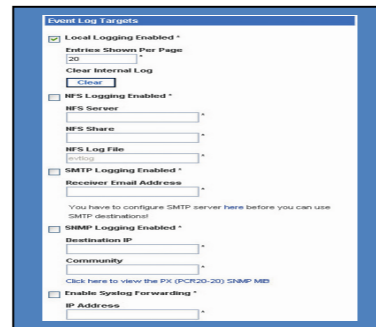 Event Log Targets
Local Logging Enabled *
Entries Shown Per Page
20 *
Clear Internal Log
Clear
NFS Logging Enabled *
NFS Server
*
NFS Share
*
NFS Log File
evtlog *
SMTP Logging Enabled *
Receiver Email Address
*
You have to configure SMTP server here before you can use
SMTP destinations!
SNMP Logging Enabled *
Destination IP
*
Community
*
Click here to view the PX (PCR20-20) SNMP MIB
Enable Syslog Forwarding *
IP Address
*